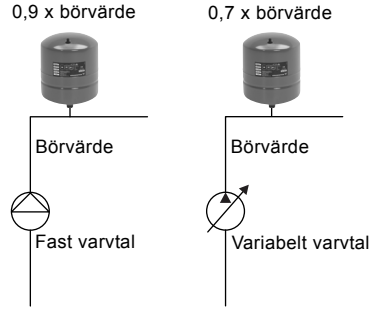 0,9 x börvärde
0,7 x börvärde
Börvärde
Börvärde
Fast varvtal
Variabelt varvtal